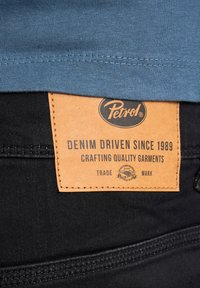 Petrol
DENIM DRIVEN SINCE 1989
CRAFTING QUALITY GARMENTS
TRADE MARK